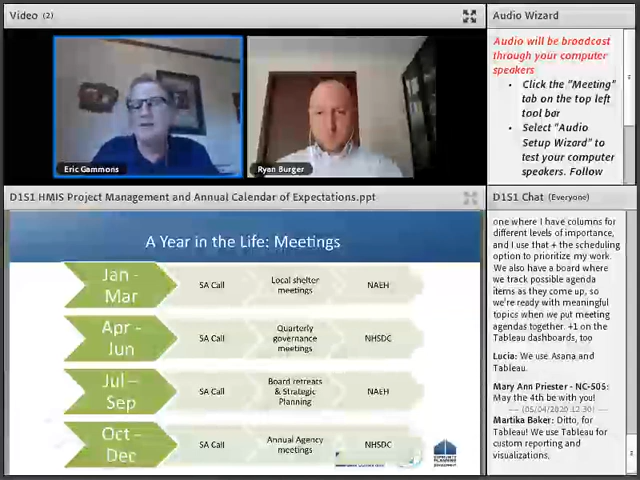 Video (2)
Eric Gammons
Ryan Burger
Audio Wizard
Audio will be broadcast
through your computer
speakers
• Click the "Meeting"
tab on the top left
tool bar
• Select "Audio
Setup Wizard" to
test your computer
speakers. Follow
D1S1 HMIS Project Management and Annual Calendar of Expectations.ppt
A Year in the Life: Meetings
Jan -
Mar
SA Call
Local shelter
meetings
NAEH
Apr -
Jun
SA Call
Quarterly
governance
meetings
NHSDC
Jul –
Sep
SA Call
Board retreats
& Strategic
Planning
NAEH
Oct -
Dec
SA Call
Annual Agency
meetings
NHSDC
D1S1 Chat (Everyone)
one where I have columns for
different levels of importance,
and I use that + the scheduling
option to prioritize my work.
We also have a board where
we track possible agenda
items as they come up, so
we're ready with meaningful
topics when we put meeting
agendas together. +1 on the
Tableau dashboards, too
Lucia: We use Asana and
Tableau.
Mary Ann Priester - NC-505:
May the 4th be with you!
--- (05/04/2020 12:30) ---
Martika Baker: Ditto, for
Tableau! We use Tableau for
custom reporting and
visualizations,